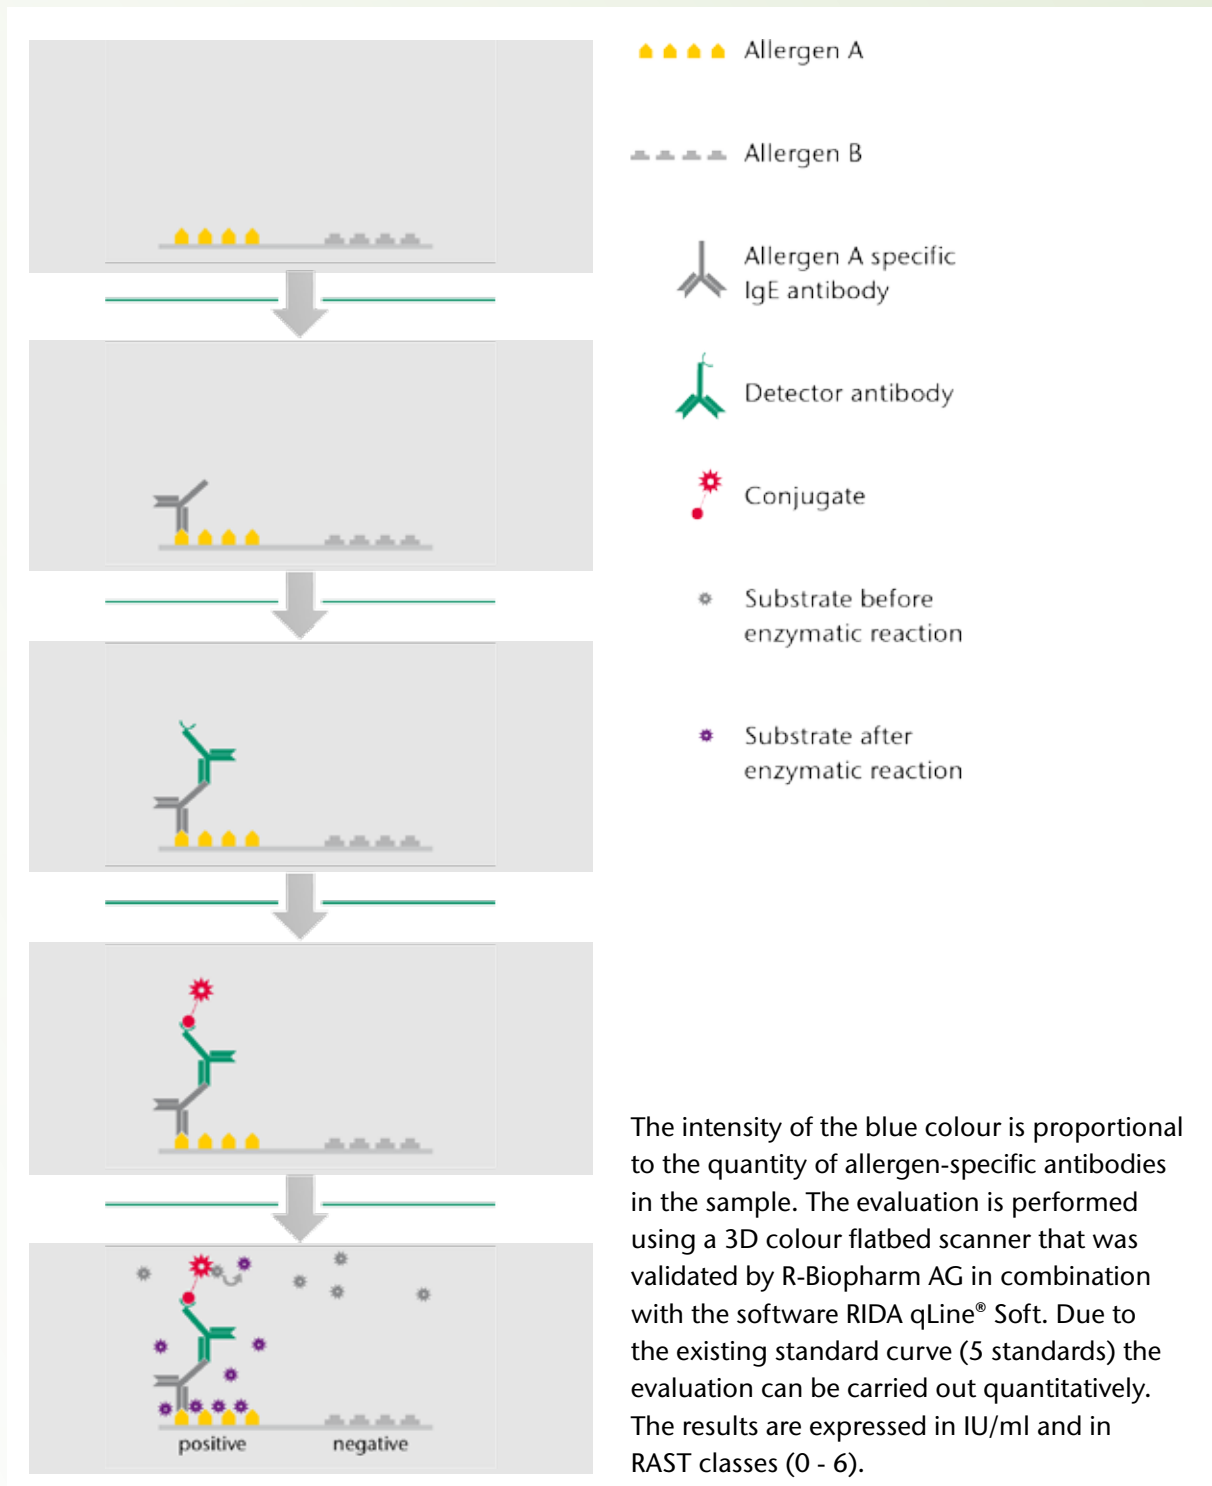 Allergen A
Allergen B
Allergen A specific
IgE antibody
Detector antibody
Conjugate
Substrate before
enzymatic reaction
Substrate after
enzymatic reaction
positive
negative
The intensity of the blue colour is proportional
to the quantity of allergen-specific antibodies
in the sample. The evaluation is performed
using a 3D colour flatbed scanner that was
validated by R-Biopharm AG in combination
with the software RIDA qLine® Soft. Due to
the existing standard curve (5 standards) the
evaluation can be carried out quantitatively.
The results are expressed in IU/ml and in
RAST classes (0 - 6).